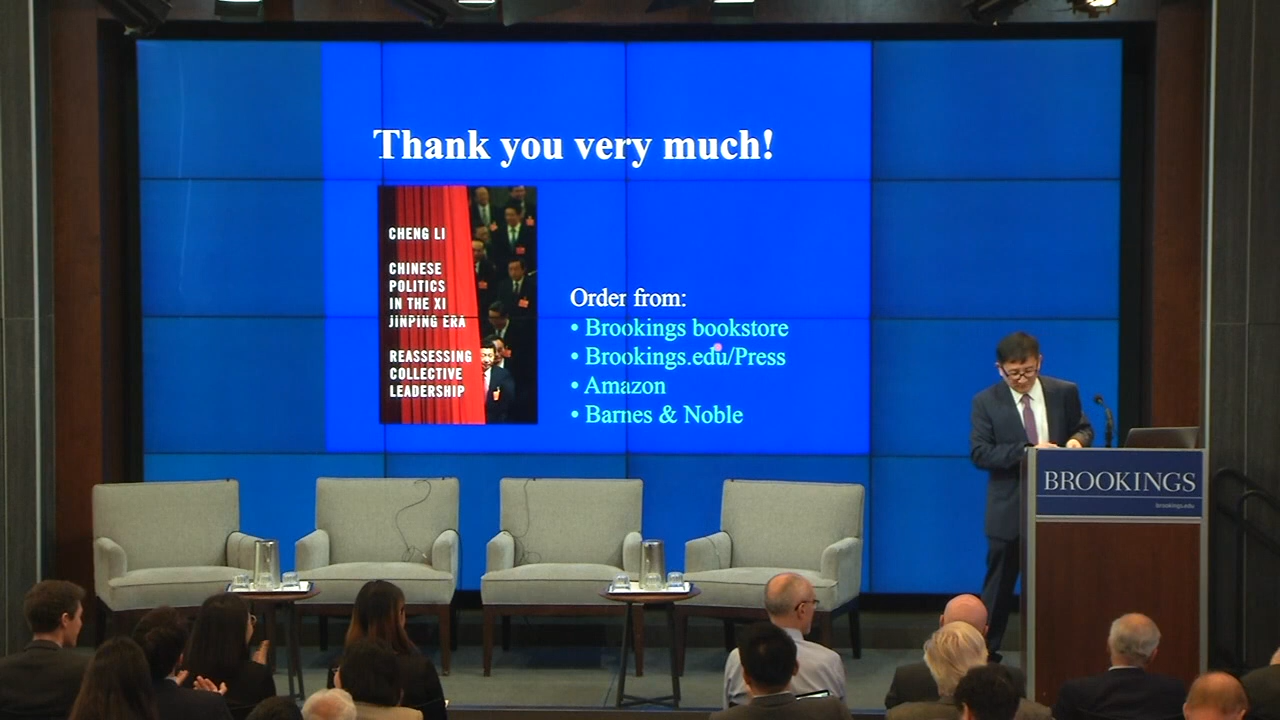 Thank you very much!
CHENG LI
CHINESE
POLITICS
IN THE XI
JINPING ERA
REASSESSING
COLLECTIVE
LEADERSHIP
Order from:
• Brookings bookstore
• Brookings.edu/Press
• Amazon
• Barnes & Noble
BROOKINGS
brookings.edu